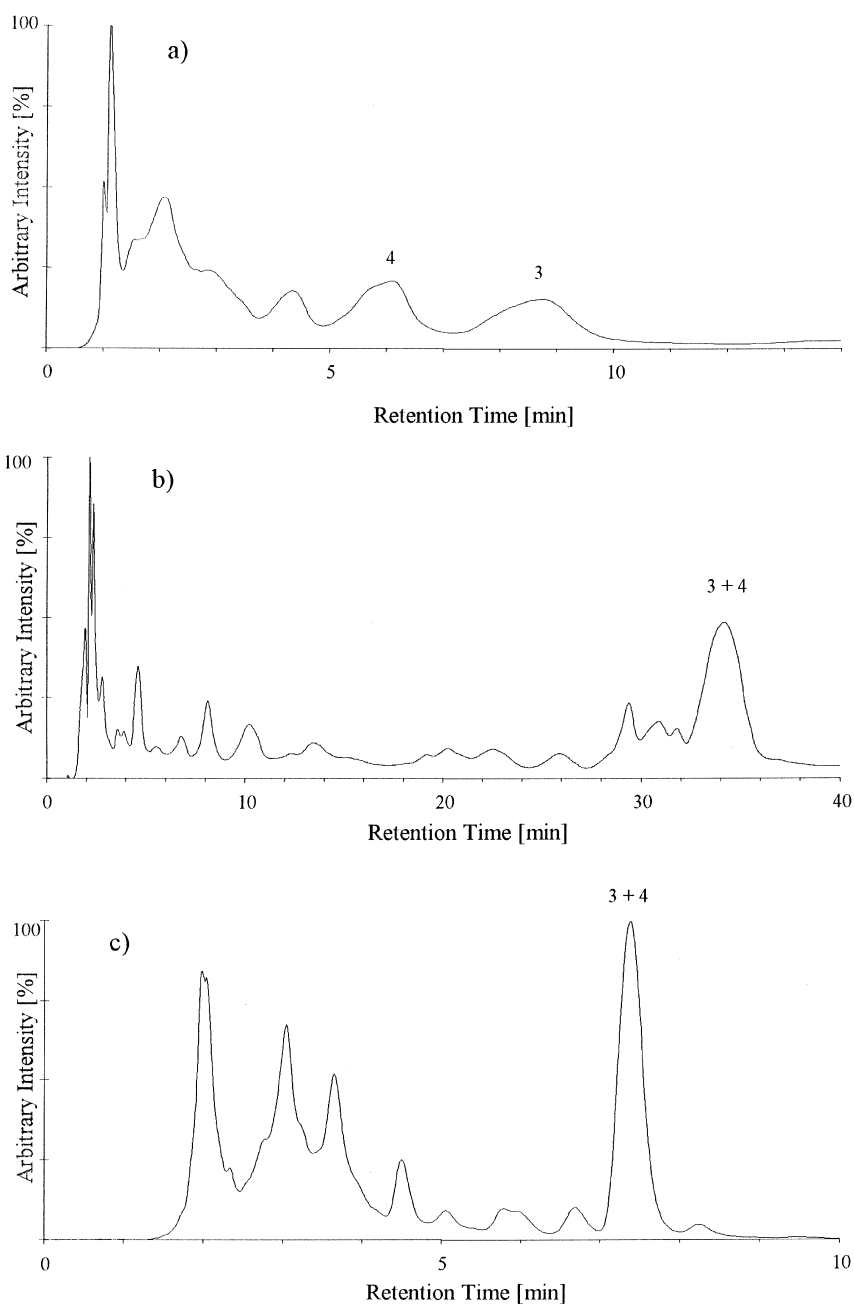 100
a)
Arbitrary Intensity [%]
4
3
0 5 10
Retention Time [min]
100
b)
Arbitrary Intensity [%]
3 + 4
0 10 20 30 40
Retention Time [min]
3 + 4
100
c)
Arbitrary Intensity [%]
0 5 10
Retention Time [min]